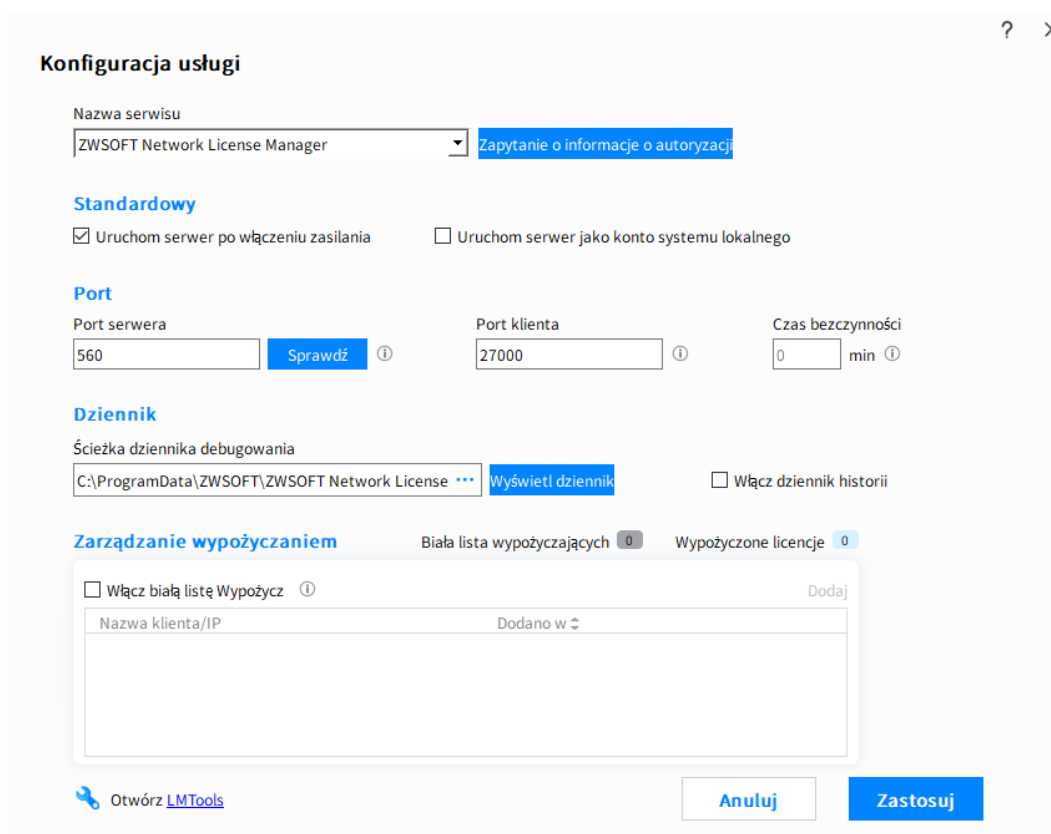 ?
Konfiguracja usługi
Nazwa serwisu
ZWSOFT Network License Manager Zapytanie o informacje o autoryzacji
Standardowy
Uruchom serwer po włączeniu zasilania Uruchom serwer jako konto systemu lokalnego
Port
Port serwera Port klienta Czas bezczynności
560 Sprawdź 27000 0 min
Dziennik
Ścieżka dziennika debugowania
C:\ProgramData\ZWSOFT\ZWSOFT Network License ... Wyświetl dziennik Włącz dziennik historii
Zarządzanie wypożyczaniem Biała lista wypożyczających 0 Wypożyczone licencje 0
Włącz białą listę Wypożycz Dodaj
Nazwa klienta/IP Dodano w
Otwórz LMTools Anuluj Zastosuj